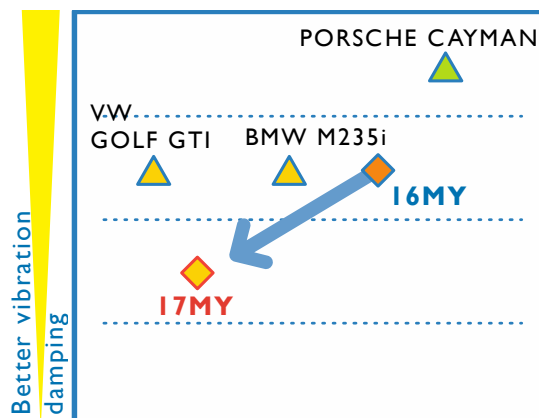 PORSCHE CAYMAN
VW
GOLF GTI
BMW M235i
16MY
17MY
Better vibration
damping